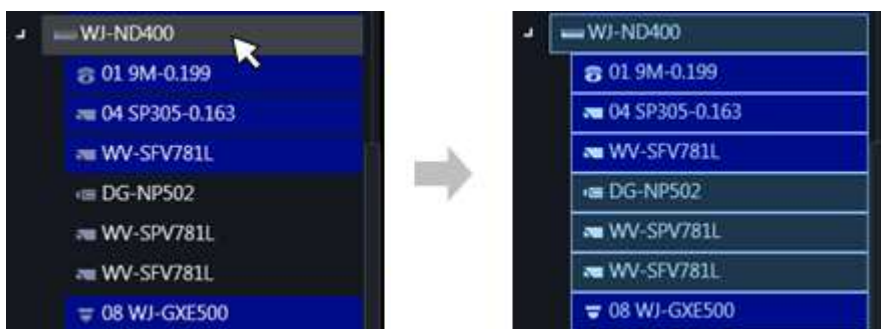 WJ-ND400
01 9M-0.199
04 SP305-0.163
WV-SFV781L
DG-NP502
WV-SPV781L
WV-SFV781L
08 WJ-GXE500
WJ-ND400
01 9M-0.199
04 SP305-0.163
WV-SFV781L
DG-NP502
WV-SPV781L
WV-SFV781L
08 WJ-GXE500